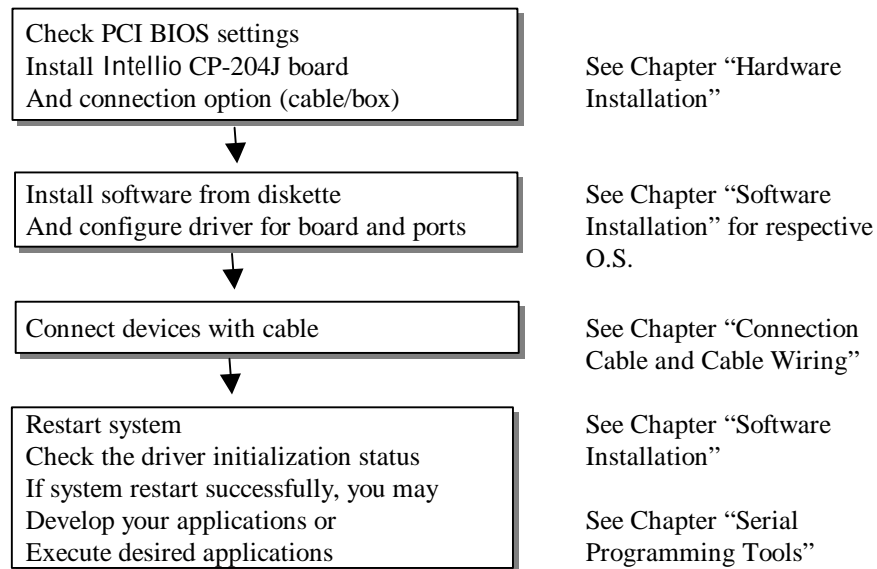 Check PCI BIOS settings
Install Intellio CP-204J board
And connection option (cable/box)
See Chapter “Hardware
Installation”
Install software from diskette
And configure driver for board and ports
See Chapter “Software
Installation” for respective
O.S.
Connect devices with cable
See Chapter “Connection
Cable and Cable Wiring”
Restart system
Check the driver initialization status
If system restart successfully, you may
Develop your applications or
Execute desired applications
See Chapter “Software
Installation”
See Chapter “Serial
Programming Tools”